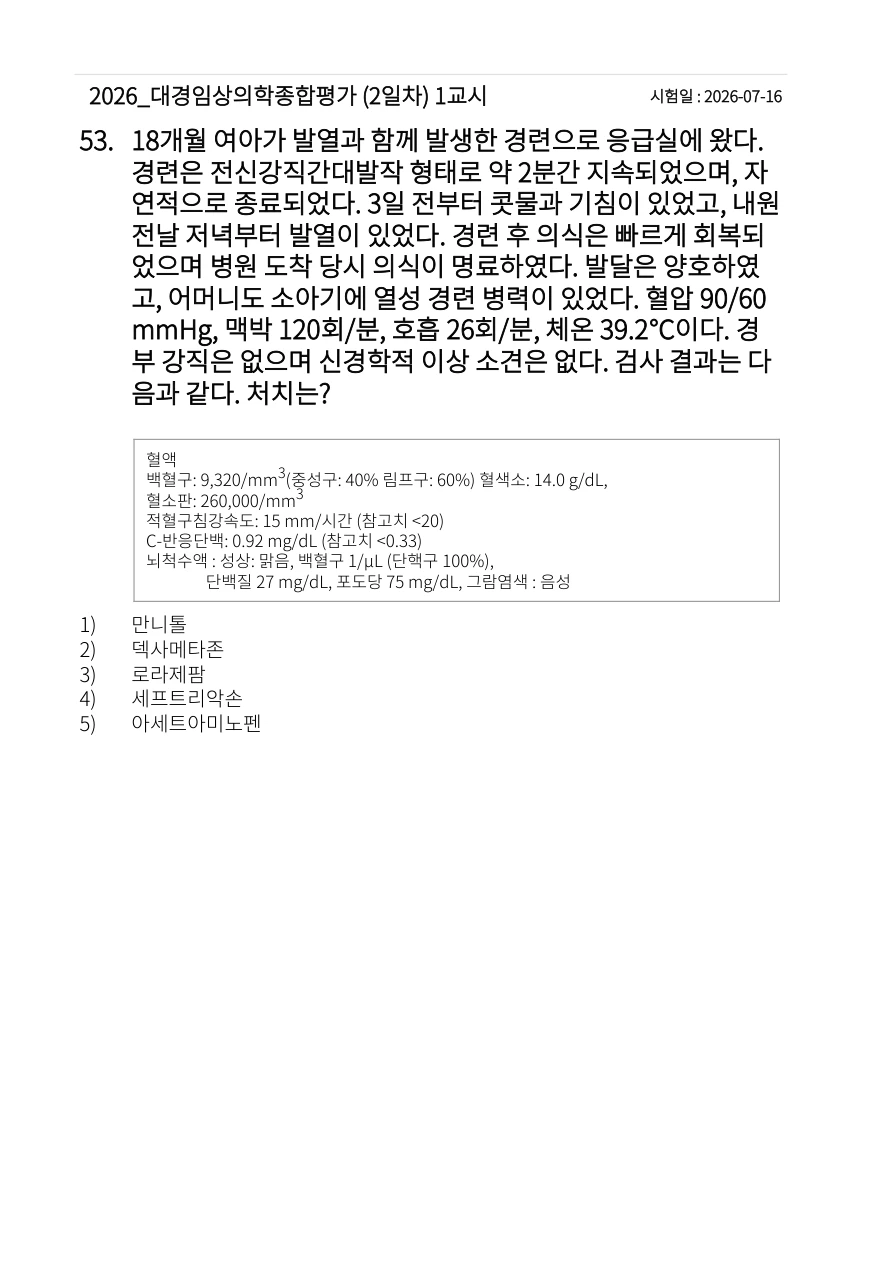 2026_대경임상의학종합평가 (2일차) 1교시 시험일 : 2026-07-16
53. 18개월 여아가 발열과 함께 발생한 경련으로 응급실에 왔다.
경련은 전신강직간대발작 형태로 약 2분간 지속되었으며, 자
연적으로 종료되었다. 3일 전부터 콧물과 기침이 있었고, 내원
전날 저녁부터 발열이 있었다. 경련 후 의식은 빠르게 회복되
었으며 병원 도착 당시 의식이 명료하였다. 발달은 양호하였
고, 어머니도 소아기에 열성 경련 병력이 있었다. 혈압 90/60
mmHg, 맥박 120회/분, 호흡 26회/분, 체온 39.2°C이다. 경
부 강직은 없으며 신경학적 이상 소견은 없다. 검사 결과는 다
음과 같다. 처치는?
혈액
백혈구: 9,320/mm³(중성구: 40% 림프구: 60%) 혈색소: 14.0 g/dL,
혈소판: 260,000/mm³
적혈구침강속도: 15 mm/시간 (참고치 <20)
C-반응단백: 0.92 mg/dL (참고치 <0.33)
뇌척수액 : 성상: 맑음, 백혈구 1/μL (단핵구 100%),
단백질 27 mg/dL, 포도당 75 mg/dL, 그람염색 : 음성
1) 만니톨
2) 덱사메타존
3) 로라제팜
4) 세프트리악손
5) 아세트아미노펜